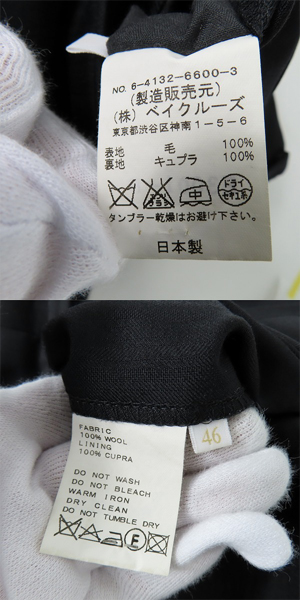 NO. 6-4132-6600-3
(製造販売元)
(株) ベイクルーズ
東京都渋谷区神南1-5-6
表地 毛 100%
裏地 キュプラ 100%
ドライ
セキユ系
タンブラー乾燥はお避け下さい。
日本製
46
FABRIC
100% WOOL
LINING
100% CUPRA
DO NOT WASH
DO NOT BLEACH
WARM IRON
DRY CLEAN
DO NOT TUMBLE DRY